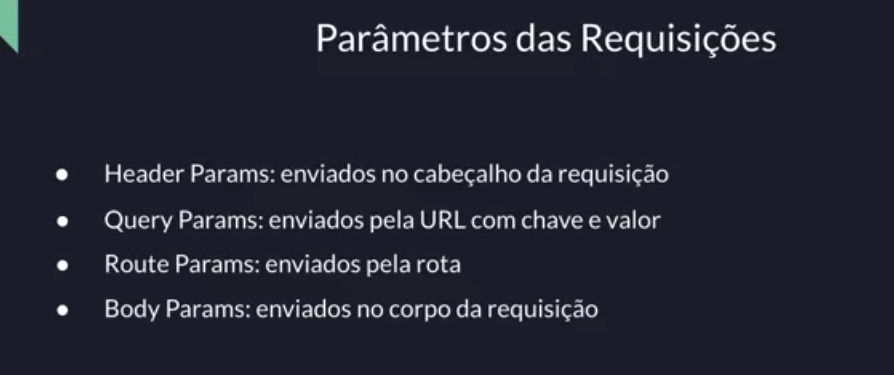 Parâmetros das Requisições
● Header Params: enviados no cabeçalho da requisição
● Query Params: enviados pela URL com chave e valor
● Route Params: enviados pela rota
● Body Params: enviados no corpo da requisição